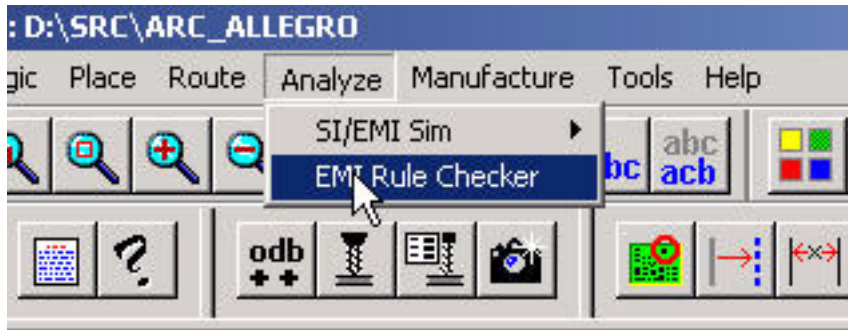 : D:\SRC\ARC_ALLEGRO
gic Place Route Analyze Manufacture Tools Help
SI/EMI Sim
EMI Rule Checker
bc abc
acb
odb
++